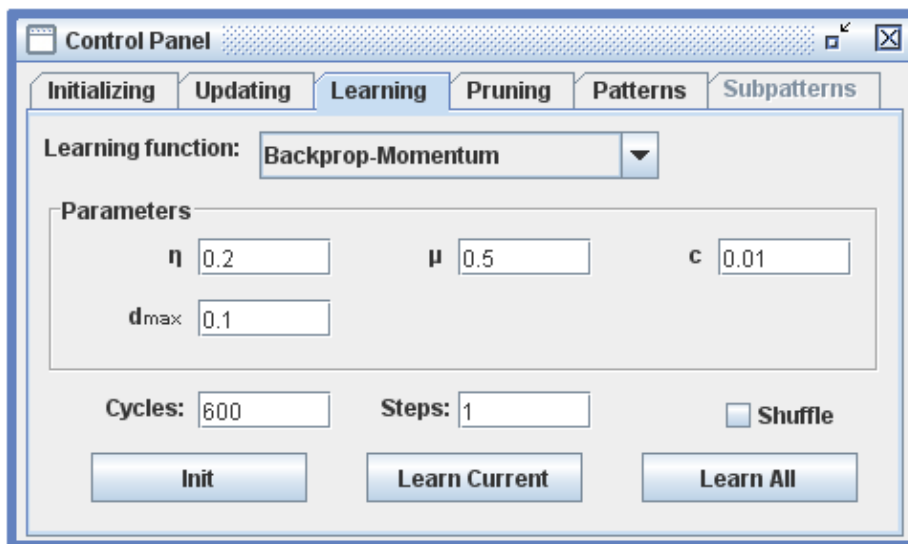 Control Panel
Initializing Updating Learning Pruning Patterns Subpatterns
Learning function: Backprop-Momentum
Parameters
η 0.2 μ 0.5 c 0.01
dmax 0.1
Cycles: 600 Steps: 1 Shuffle
Init Learn Current Learn All